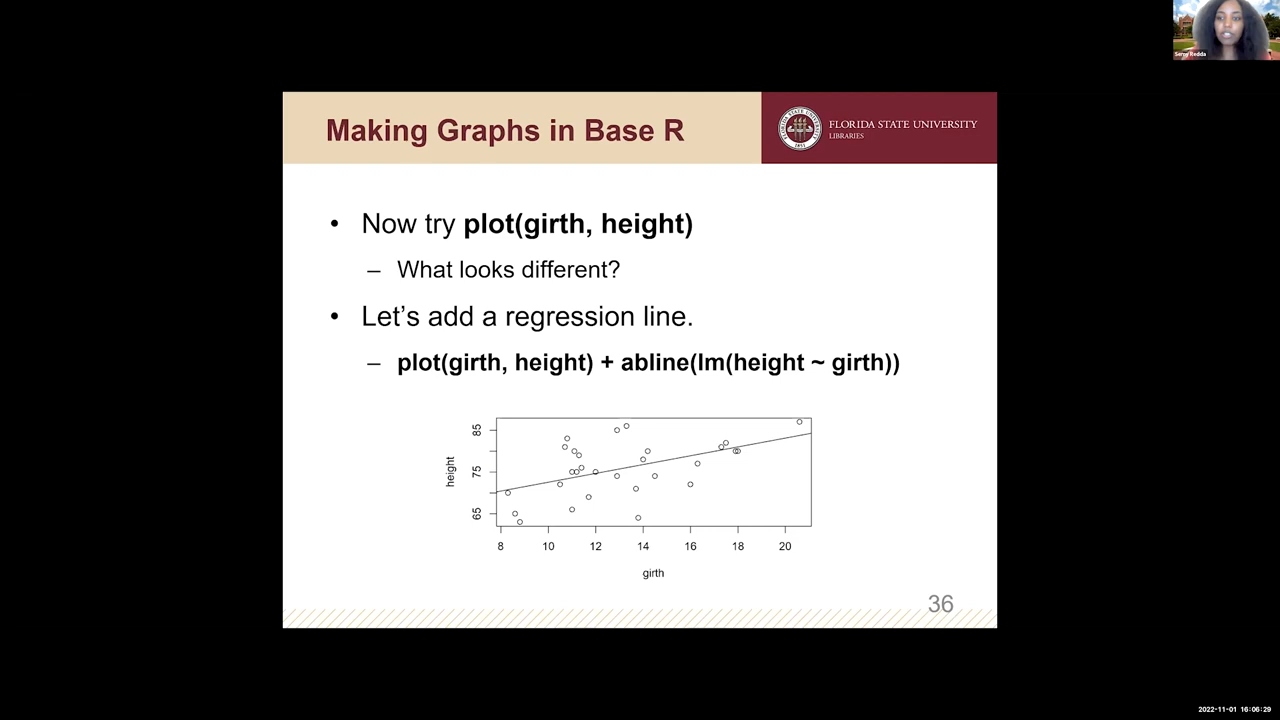 Samy Redda
Making Graphs in Base R
FLORIDA STATE UNIVERSITY
LIBRARIES
• Now try plot(girth, height)
– What looks different?
• Let’s add a regression line.
– plot(girth, height) + abline(lm(height ~ girth))
height
85
75
65
8 10 12 14 16 18 20
girth
36
2022-11-01 16:06:29